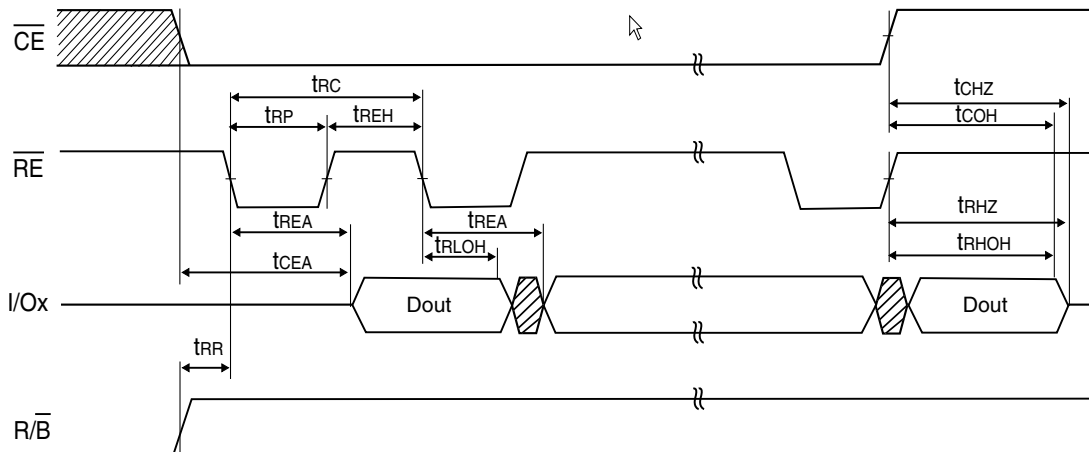 CE
tRC
tCHZ
tRP
tREH
tCOH
RE
tREA
tREA
tRHZ
tCEA
tRLOH
tRHOH
I/Ox
Dout
Dout
tRR
R/B